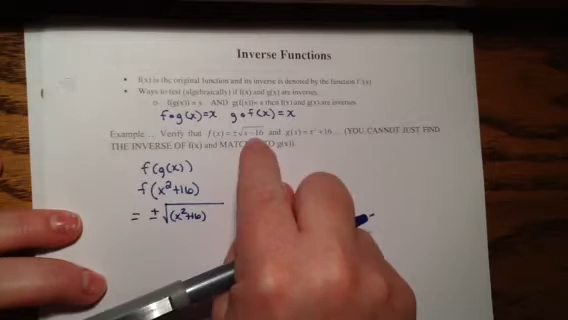 Inverse Functions
• f(x) is the original function and its inverse is denoted by the function f⁻¹(x)
• Ways to test (algebraically) if f(x) and g(x) are inverses
o f(g(x)) = x AND g(f(x)) = x then f(x) and g(x) are inverses
f∘g(x)=x g∘f(x)=x
Example... Verify that f(x) = ±√x−16 and g(x) = x² + 16... (YOU CANNOT JUST FIND
THE INVERSE OF f(x) and MATCH TO g(x)).
f(g(x))
f(x²+16)
= ±√(x²+16)